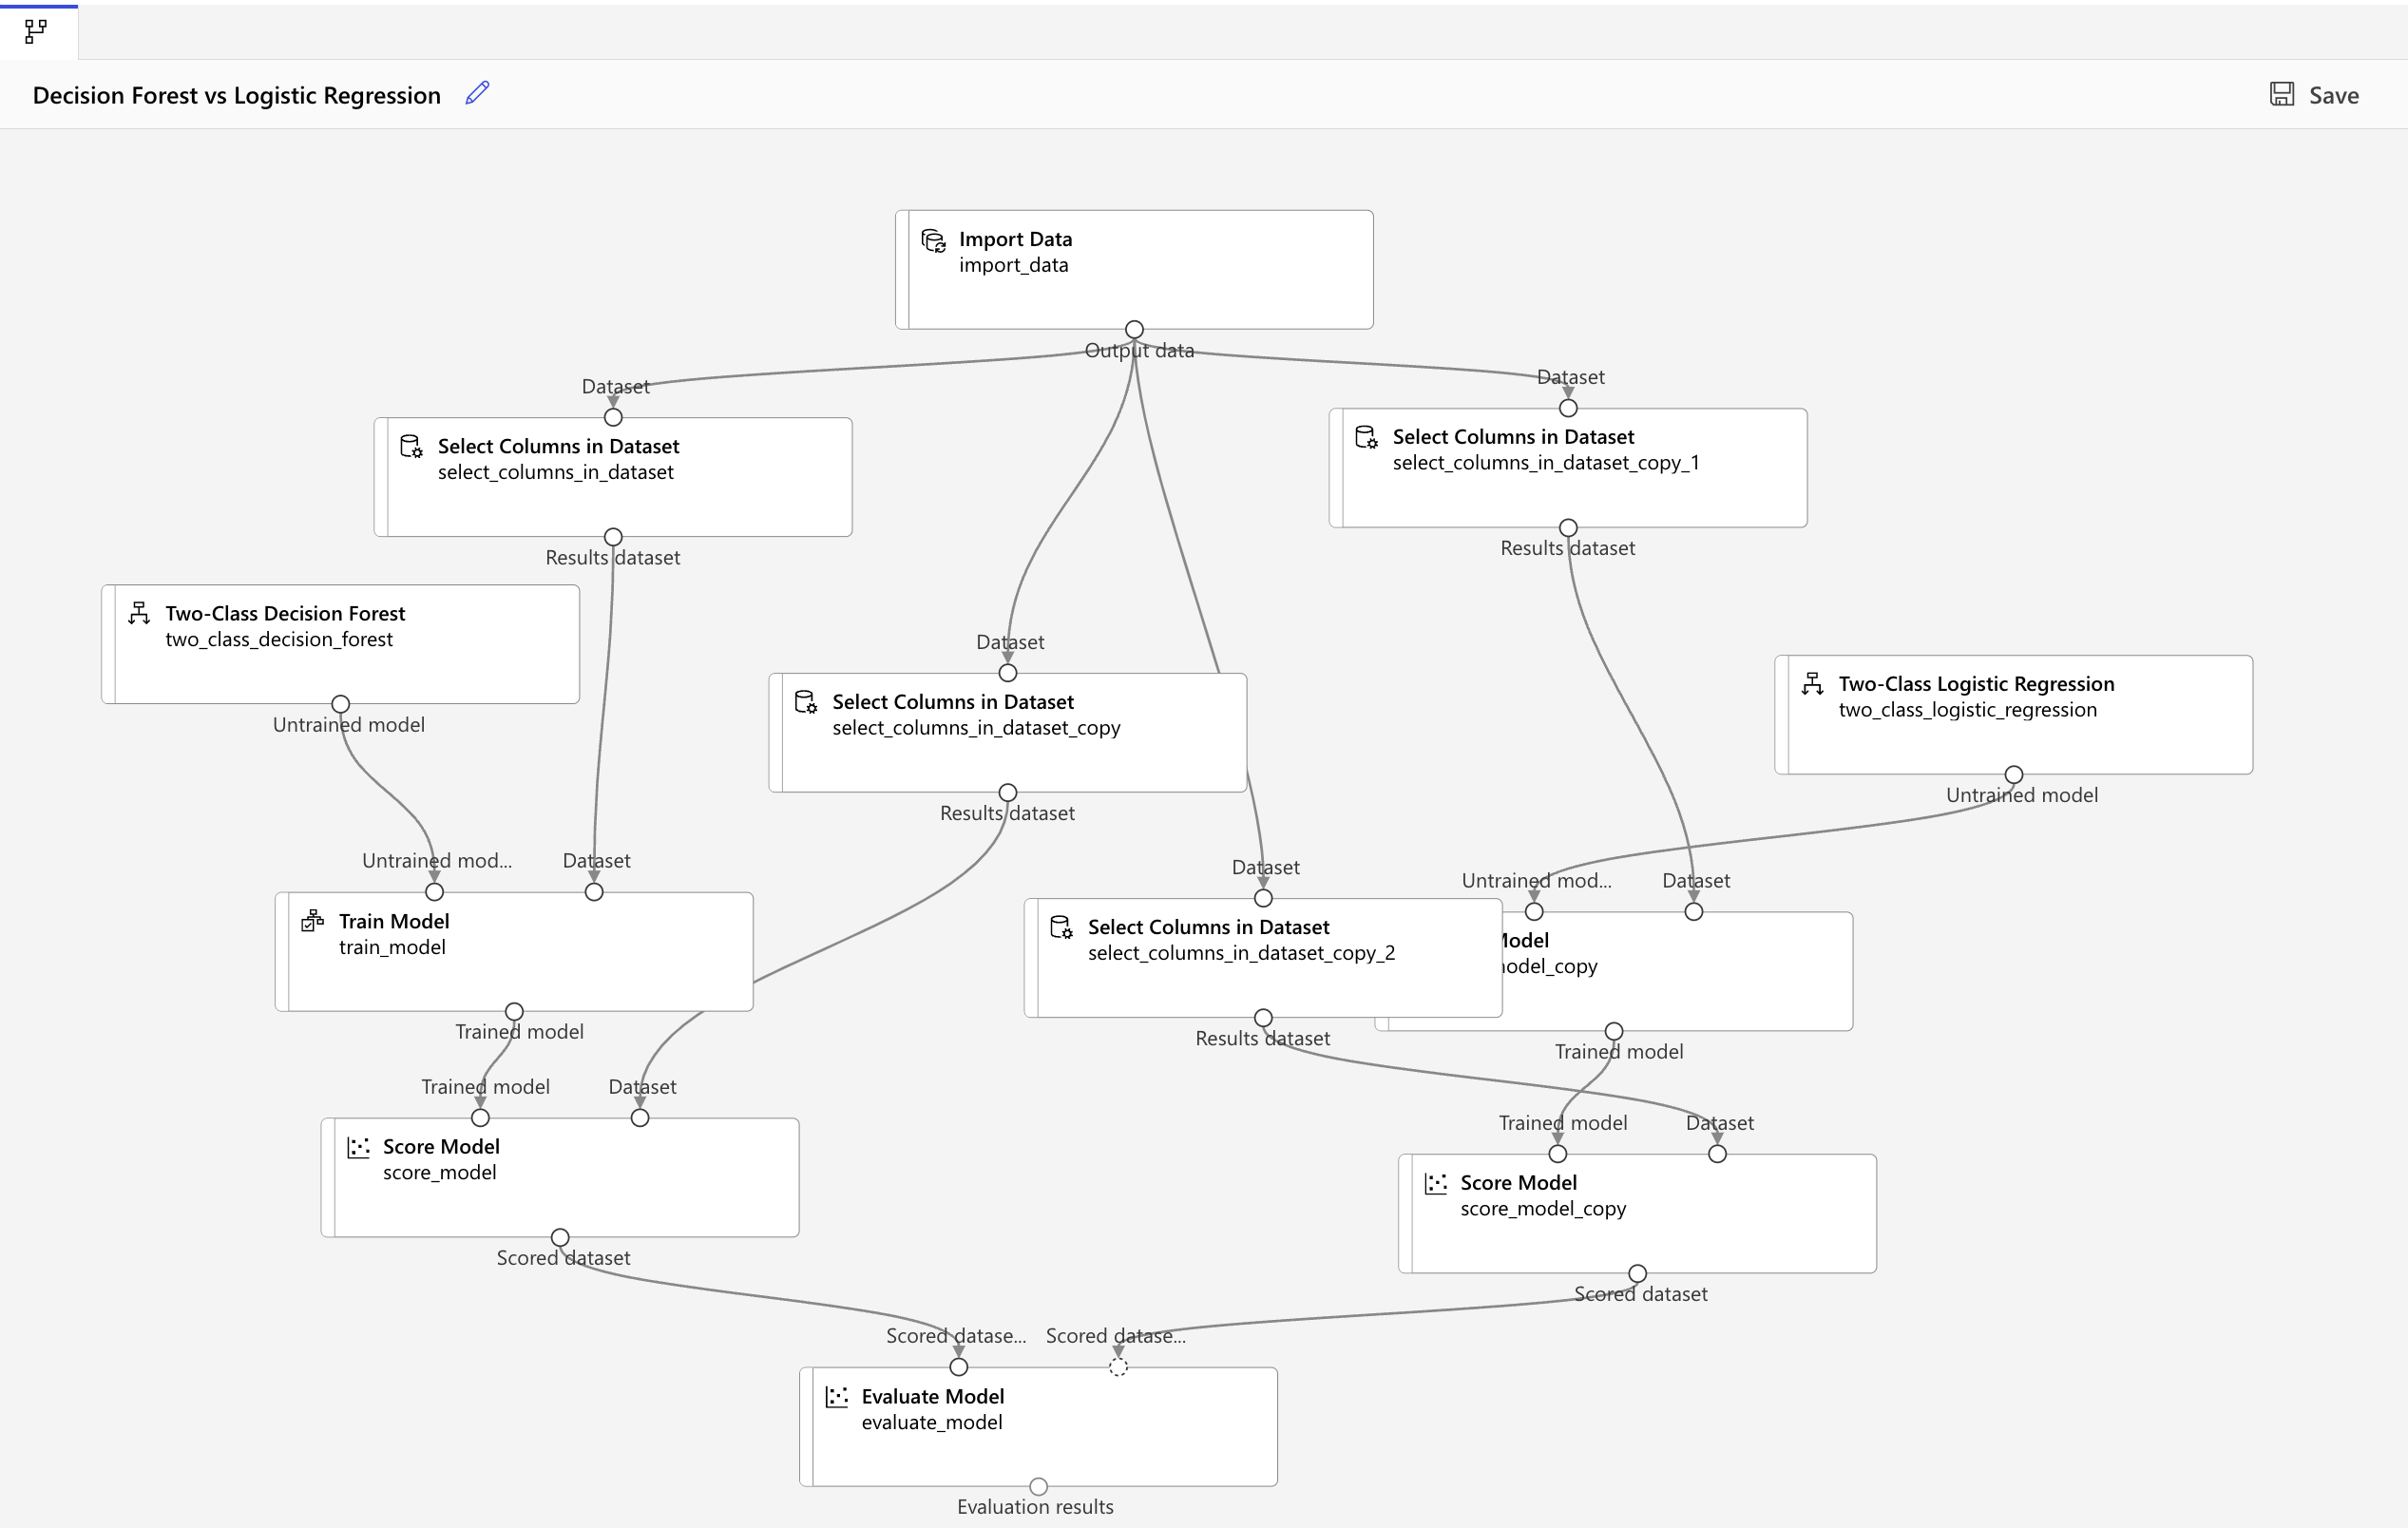 Decision Forest vs Logistic Regression
Save
Import Data
import_data
Output data
Dataset
Select Columns in Dataset
select_columns_in_dataset
Results dataset
Dataset
Select Columns in Dataset
select_columns_in_dataset_copy_1
Results dataset
Two-Class Decision Forest
two_class_decision_forest
Untrained model
Dataset
Select Columns in Dataset
select_columns_in_dataset_copy
Results dataset
Two-Class Logistic Regression
two_class_logistic_regression
Untrained model
Untrained mod...
Dataset
Train Model
train_model
Trained model
Dataset
Select Columns in Dataset
select_columns_in_dataset_copy_2
Results dataset
Untrained mod...
Dataset
Model
odel_copy
Trained model
Trained model
Dataset
Score Model
score_model
Scored dataset
Trained model
Dataset
Score Model
score_model_copy
Scored dataset
Scored datase...
Scored datase...
Evaluate Model
evaluate_model
Evaluation results